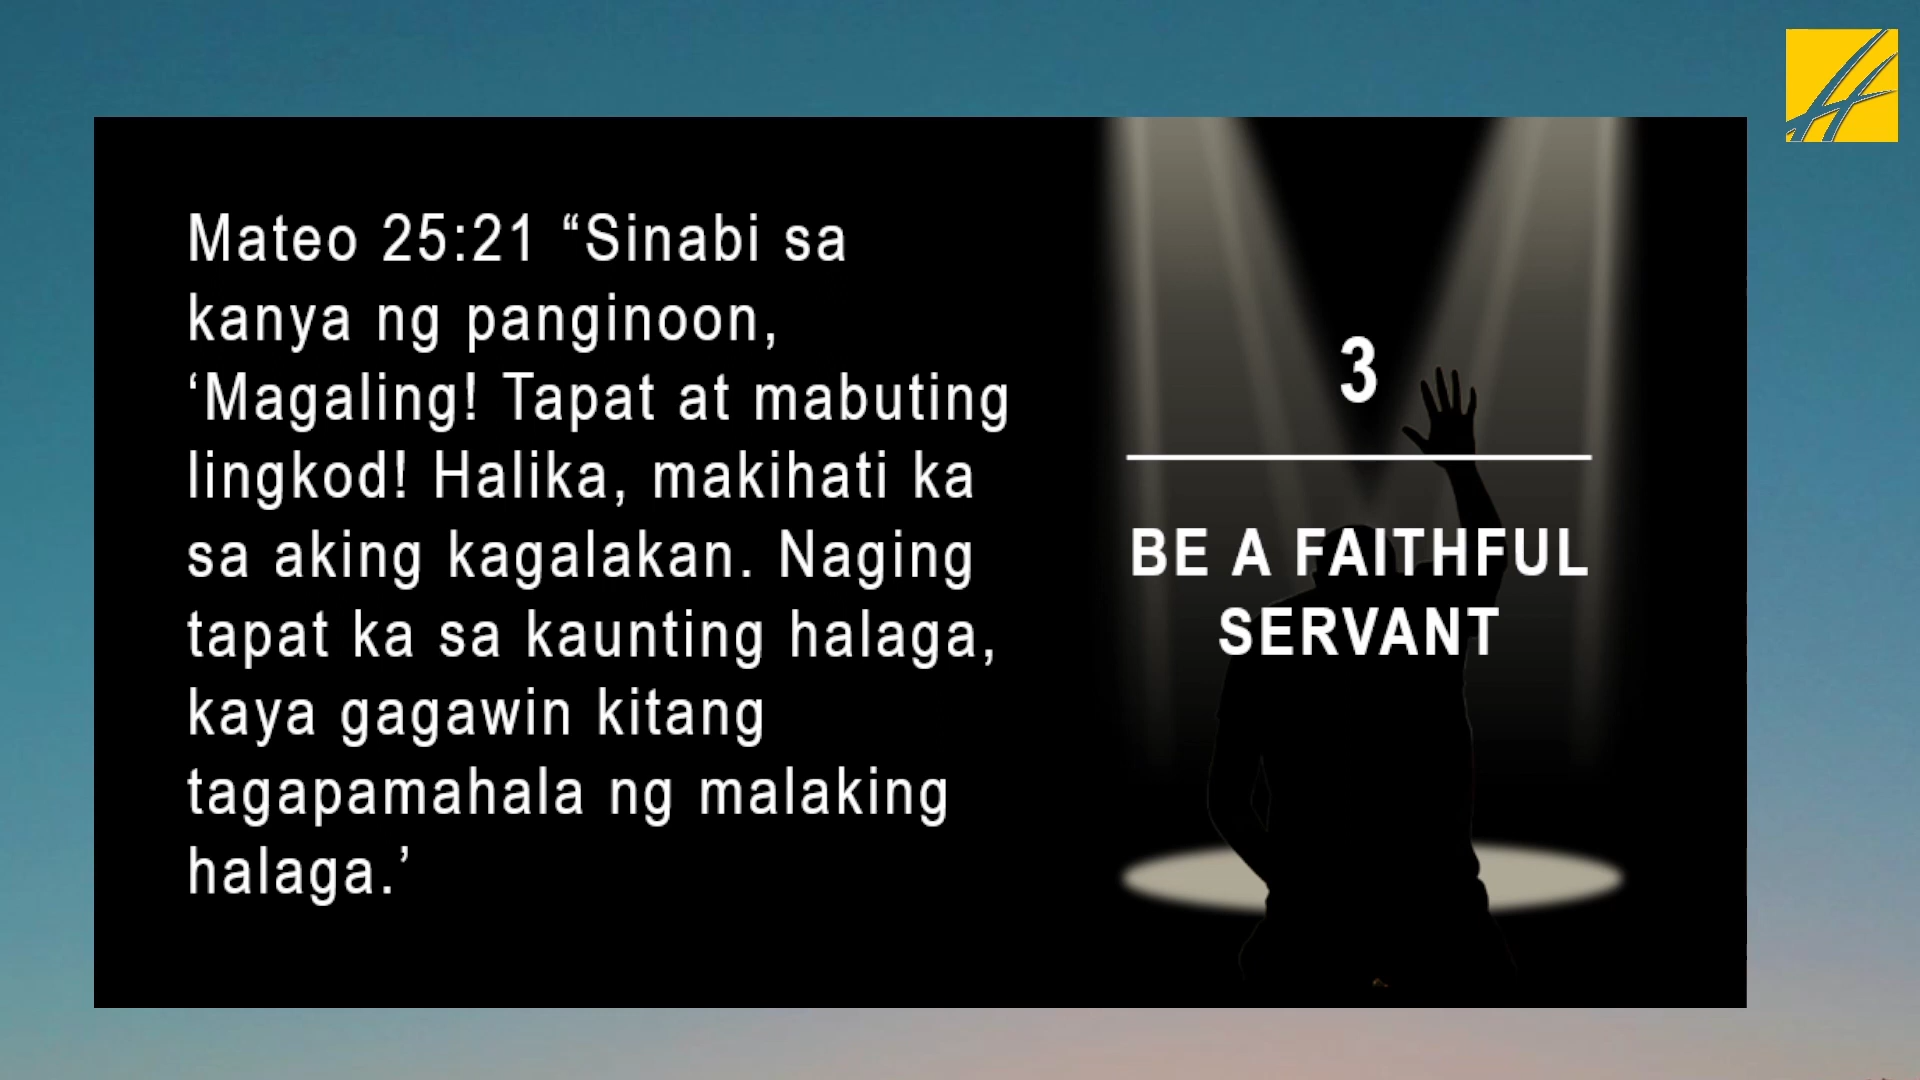 Mateo 25:21 “Sinabi sa
kanya ng panginoon,
‘Magaling! Tapat at mabuting
lingkod! Halika, makihati ka
sa aking kagalakan. Naging
tapat ka sa kaunting halaga,
kaya gagawin kitang
tagapamahala ng malaking
halaga.’
3
BE A FAITHFUL
SERVANT